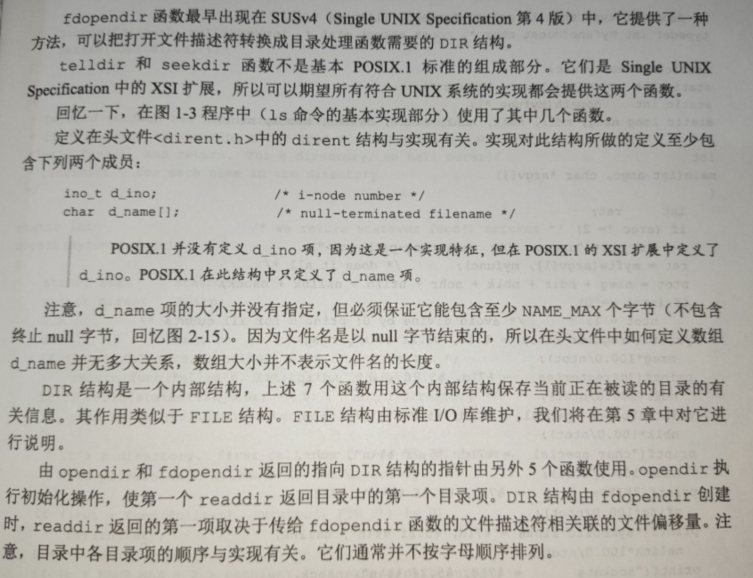 fdopendir 函数最早出现在 SUSv4（Single UNIX Specification 第 4 版）中，它提供了一种
方法，可以把打开文件描述符转换成目录处理函数需要的 DIR 结构。
telldir 和 seekdir 函数不是基本 POSIX.1 标准的组成部分。它们是 Single UNIX
Specification 中的 XSI 扩展，所以可以期望所有符合 UNIX 系统的实现都会提供这两个函数。
回忆一下，在图 1-3 程序中（ls 命令的基本实现部分）使用了其中几个函数。
定义在头文件<dirent.h>中的 dirent 结构与实现有关。实现对此结构所做的定义至少包
含下列两个成员：
ino_t d_ino; /* i-node number */
char d_name[]; /* null-terminated filename */
POSIX.1 并没有定义 d_ino 项，因为这是一个实现特征，但在 POSIX.1 的 XSI 扩展中定义了
d_ino。POSIX.1 在此结构中只定义了 d_name 项。
注意，d_name 项的大小并没有指定，但必须保证它能包含至少 NAME_MAX 个字节（不包含
终止 null 字节，回忆图 2-15）。因为文件名是以 null 字节结束的，所以在头文件中如何定义数组
d_name 并无多大关系，数组大小并不表示文件名的长度。
DIR 结构是一个内部结构，上述 7 个函数用这个内部结构保存当前正在被读的目录的有
关信息。其作用类似于 FILE 结构。FILE 结构由标准 I/O 库维护，我们将在第 5 章中对它进
行说明。
由 opendir 和 fdopendir 返回的指向 DIR 结构的指针由另外 5 个函数使用。opendir 执
行初始化操作，使第一个 readdir 返回目录中的第一个目录项。DIR 结构由 fdopendir 创建
时，readdir 返回的第一项取决于传给 fdopendir 函数的文件描述符相关联的文件偏移量。注
意，目录中各目录项的顺序与实现有关。它们通常并不按字母顺序排列。